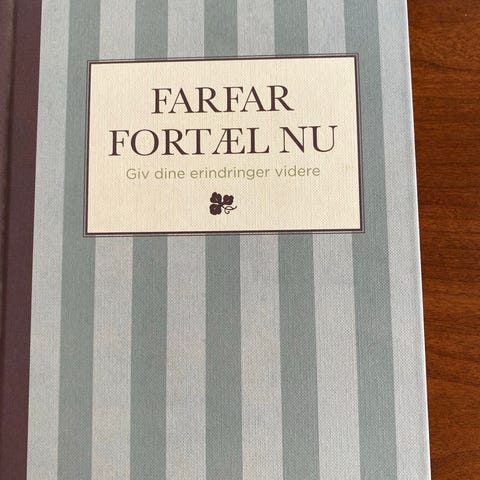 FARFAR
FORTÆL NU
Giv dine erindringer videre